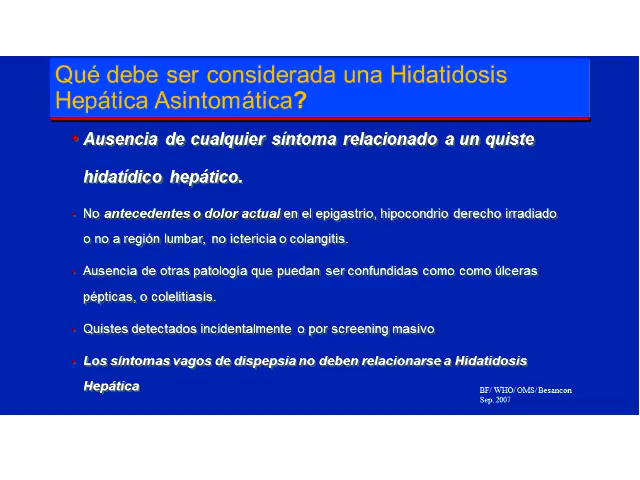 Qué debe ser considerada una Hidatidosis
Hepática Asintomática?
Ausencia de cualquier síntoma relacionado a un quiste
hidatídico hepático.
No antecedentes o dolor actual en el epigastrio, hipocondrio derecho irradiado
o no a región lumbar, no ictericia o colangitis.
Ausencia de otras patología que puedan ser confundidas como como úlceras
pépticas, o colelitiasis.
Quistes detectados incidentalmente o por screening masivo
Los síntomas vagos de dispepsia no deben relacionarse a Hidatidosis
Hepática
BF/ WHO/ OMS/ Besancon
Sep. 2007